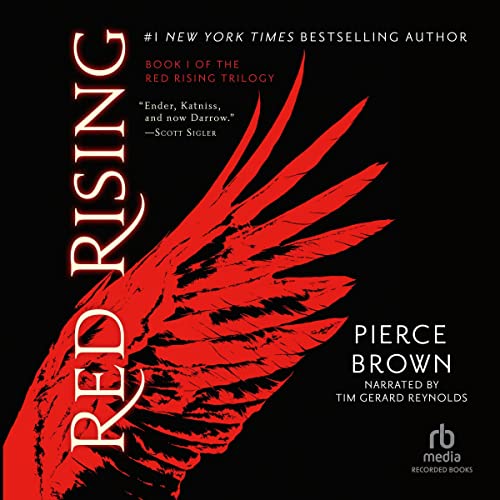 #1 NEW YORK TIMES BESTSELLING AUTHOR
BOOK I OF THE
RED RISING TRILOGY
"Ender, Katniss,
and now Darrow."
—SCOTT SIGLER
RED RISING
PIERCE
BROWN
NARRATED BY
TIM GERARD REYNOLDS
rb
media
RECORDED BOOKS